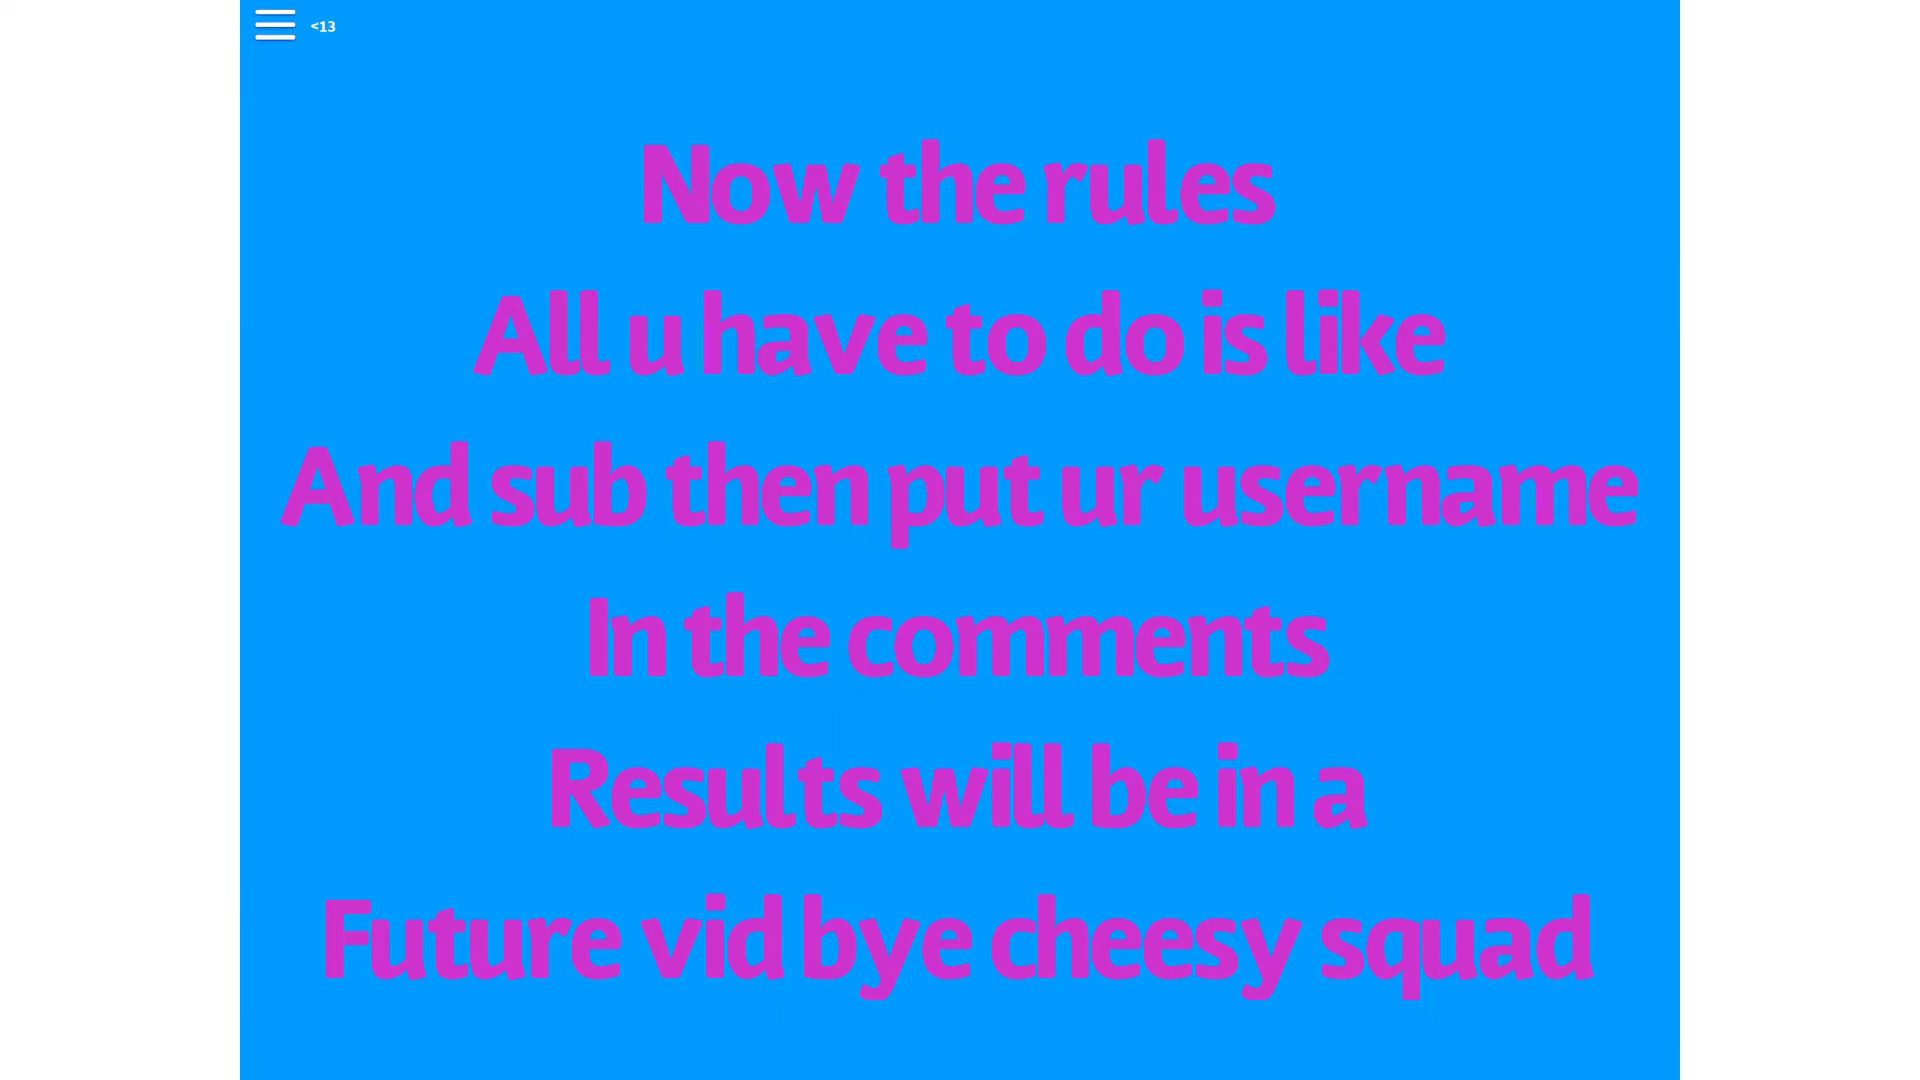 <13
Now the rules
All u have to do is like
And sub then put ur username
In the comments
Results will be in a
Future vid bye cheesy squad